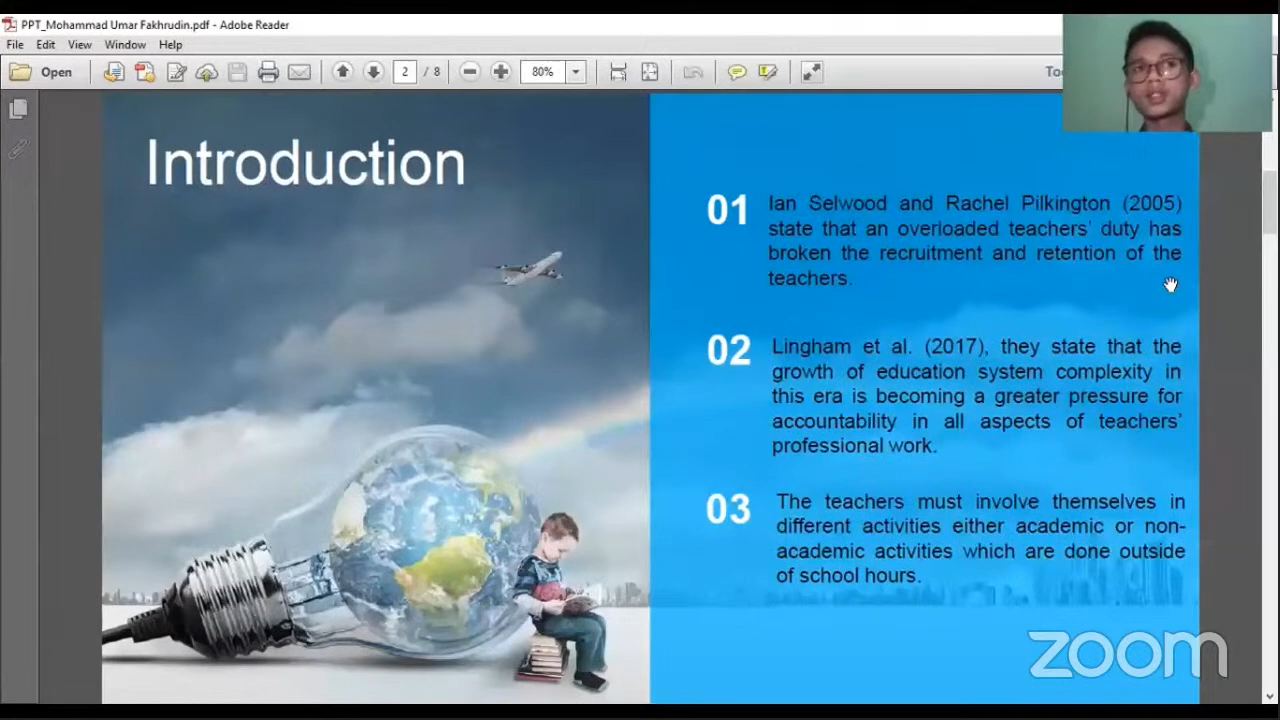 PPT_Mohammad Umar Fakhrudin.pdf - Adobe Reader
File Edit View Window Help
Open 2 / 8 80%
Introduction
01 Ian Selwood and Rachel Pilkington (2005)
state that an overloaded teachers' duty has
broken the recruitment and retention of the
teachers.
02 Lingham et al. (2017), they state that the
growth of education system complexity in
this era is becoming a greater pressure for
accountability in all aspects of teachers'
professional work.
03 The teachers must involve themselves in
different activities either academic or non-
academic activities which are done outside
of school hours.
zoom